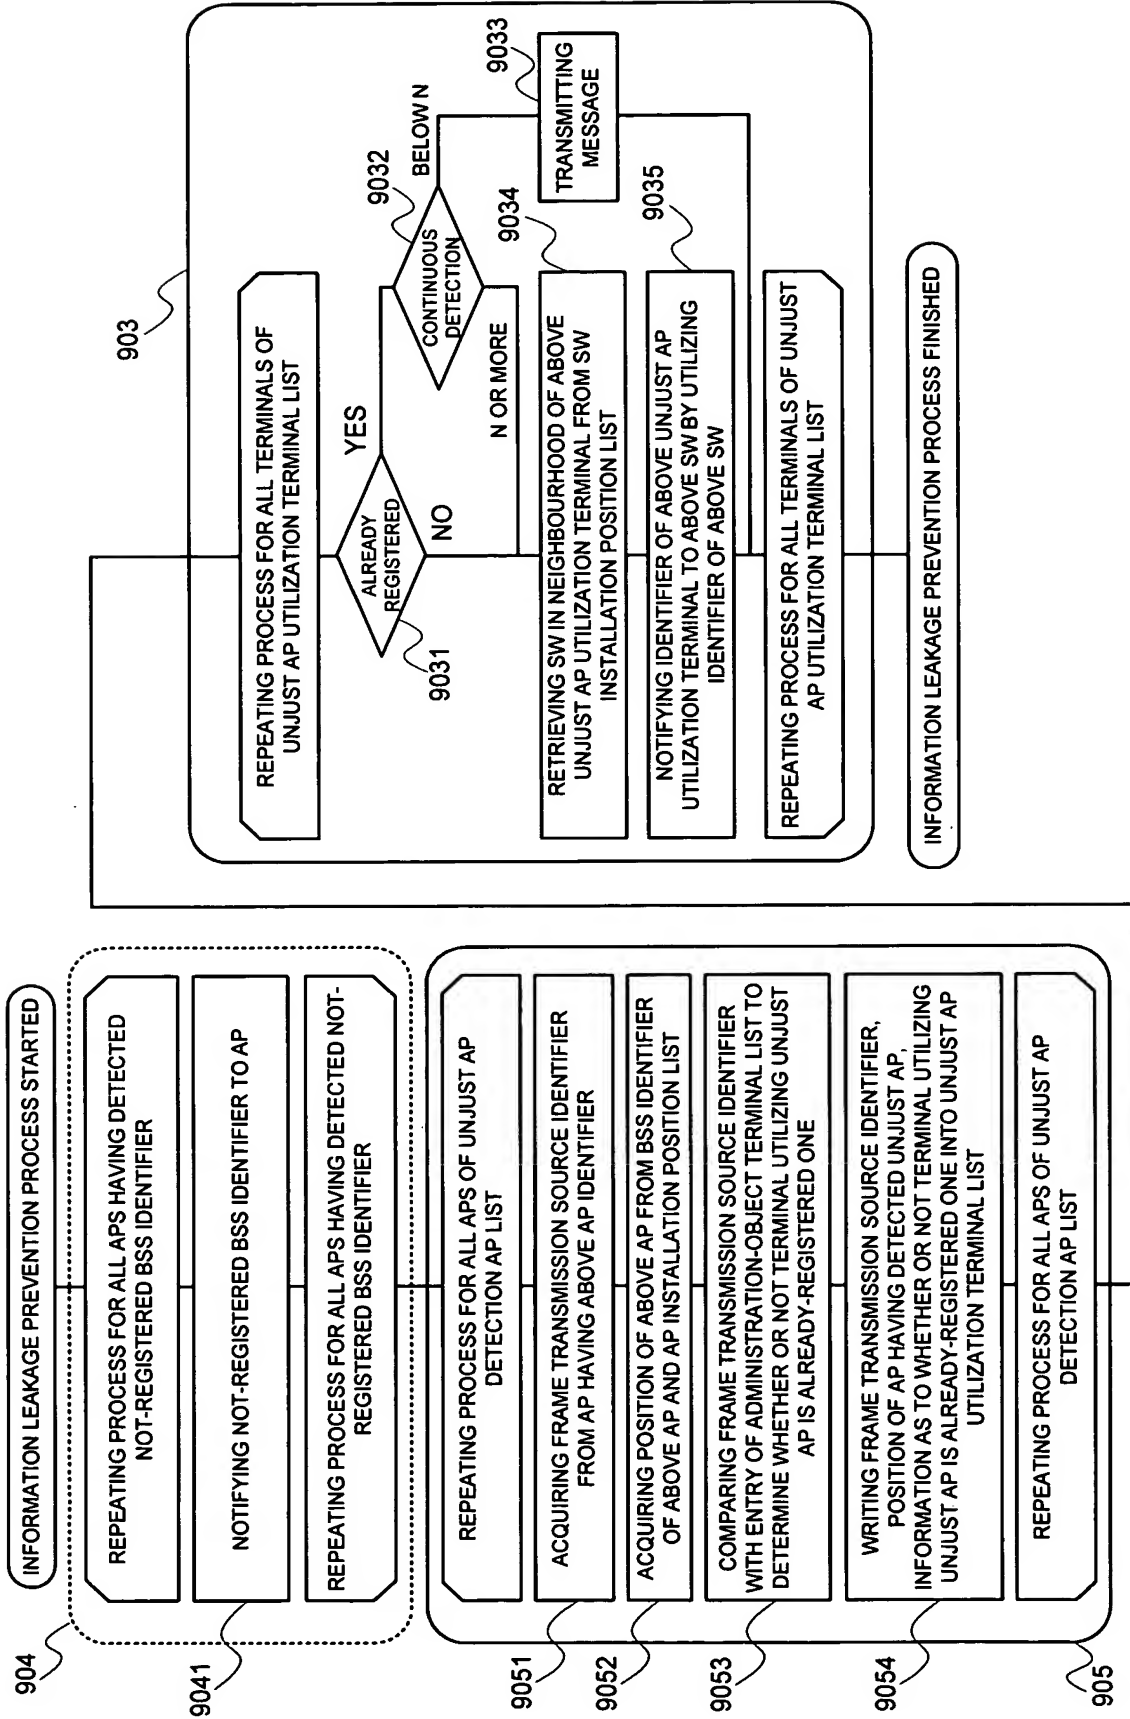 INFORMATION LEAKAGE PREVENTION PROCESS STARTED
904
REPEATING PROCESS FOR ALL APS HAVING DETECTED
NOT-REGISTERED BSS IDENTIFIER
9041
NOTIFYING NOT-REGISTERED BSS IDENTIFIER TO AP
REPEATING PROCESS FOR ALL APS HAVING DETECTED NOT-
REGISTERED BSS IDENTIFIER
REPEATING PROCESS FOR ALL APS OF UNJUST AP
DETECTION AP LIST
9051
ACQUIRING FRAME TRANSMISSION SOURCE IDENTIFIER
FROM AP HAVING ABOVE AP IDENTIFIER
9052
ACQUIRING POSITION OF ABOVE AP FROM BSS IDENTIFIER
OF ABOVE AP AND AP INSTALLATION POSITION LIST
9053
COMPARING FRAME TRANSMISSION SOURCE IDENTIFIER
WITH ENTRY OF ADMINISTRATION-OBJECT TERMINAL LIST TO
DETERMINE WHETHER OR NOT TERMINAL UTILIZING UNJUST
AP IS ALREADY-REGISTERED ONE
9054
WRITING FRAME TRANSMISSION SOURCE IDENTIFIER,
POSITION OF AP HAVING DETECTED UNJUST AP,
INFORMATION AS TO WHETHER OR NOT TERMINAL UTILIZING
UNJUST AP IS ALREADY-REGISTERED ONE INTO UNJUST AP
UTILIZATION TERMINAL LIST
REPEATING PROCESS FOR ALL APS OF UNJUST AP
DETECTION AP LIST
905
903
REPEATING PROCESS FOR ALL TERMINALS OF
UNJUST AP UTILIZATION TERMINAL LIST
ALREADY
REGISTERED
9031
YES
NO
CONTINUOUS
DETECTION
9032
BELOW N
N OR MORE
9033
TRANSMITTING
MESSAGE
9034
RETRIEVING SW IN NEIGHBOURHOOD OF ABOVE
UNJUST AP UTILIZATION TERMINAL FROM SW
INSTALLATION POSITION LIST
9035
NOTIFYING IDENTIFIER OF ABOVE UNJUST AP
UTILIZATION TERMINAL TO ABOVE SW BY UTILIZING
IDENTIFIER OF ABOVE SW
REPEATING PROCESS FOR ALL TERMINALS OF UNJUST
AP UTILIZATION TERMINAL LIST
INFORMATION LEAKAGE PREVENTION PROCESS FINISHED